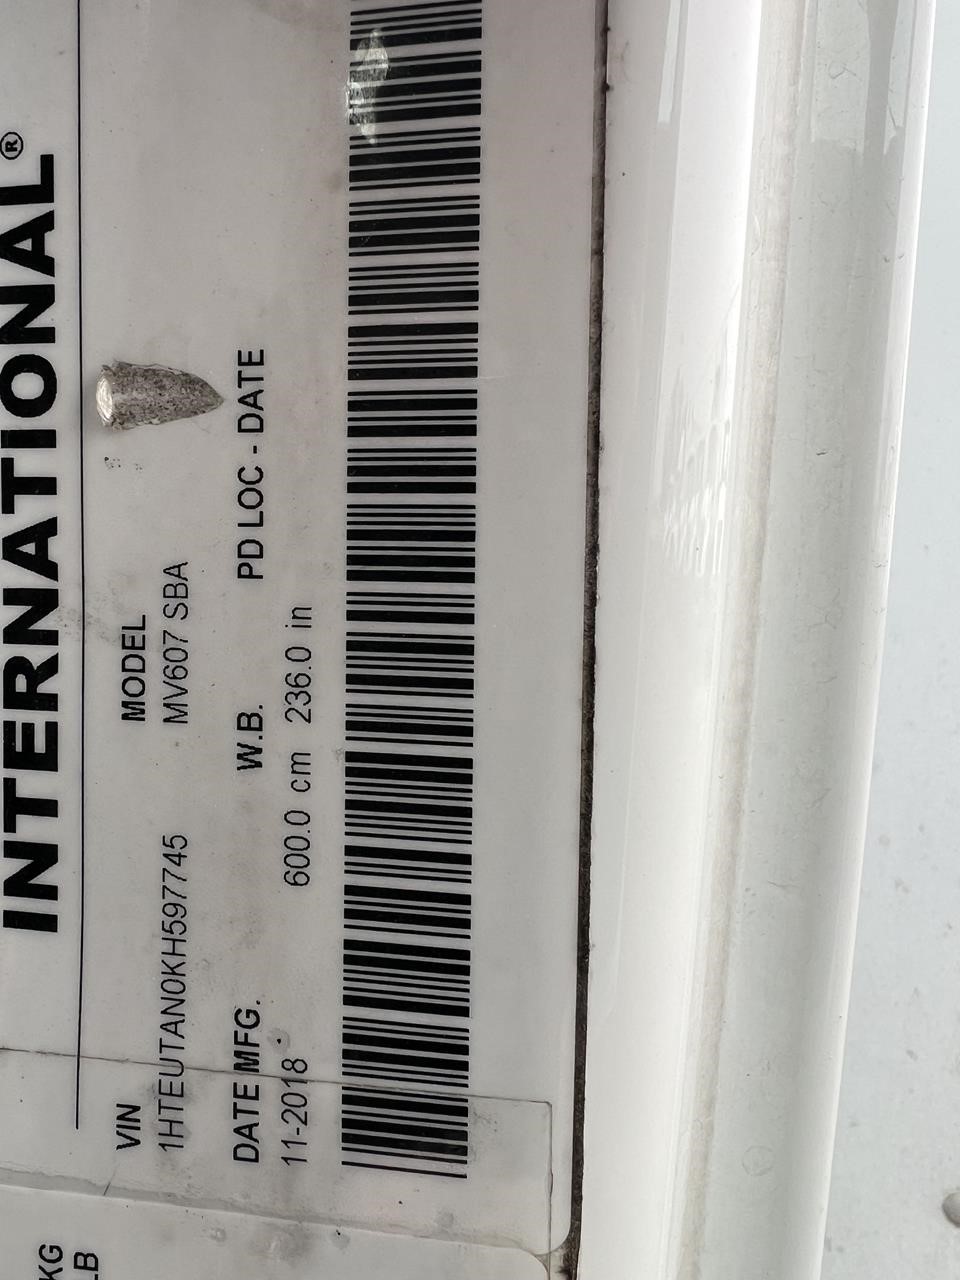 INTERNATIONAL®
VIN MODEL
1HTEUTAN0KH597745 MV607 SBA
DATE MFG. W.B. PD LOC - DATE
11-2018 600.0 cm 236.0 in
KG
LB